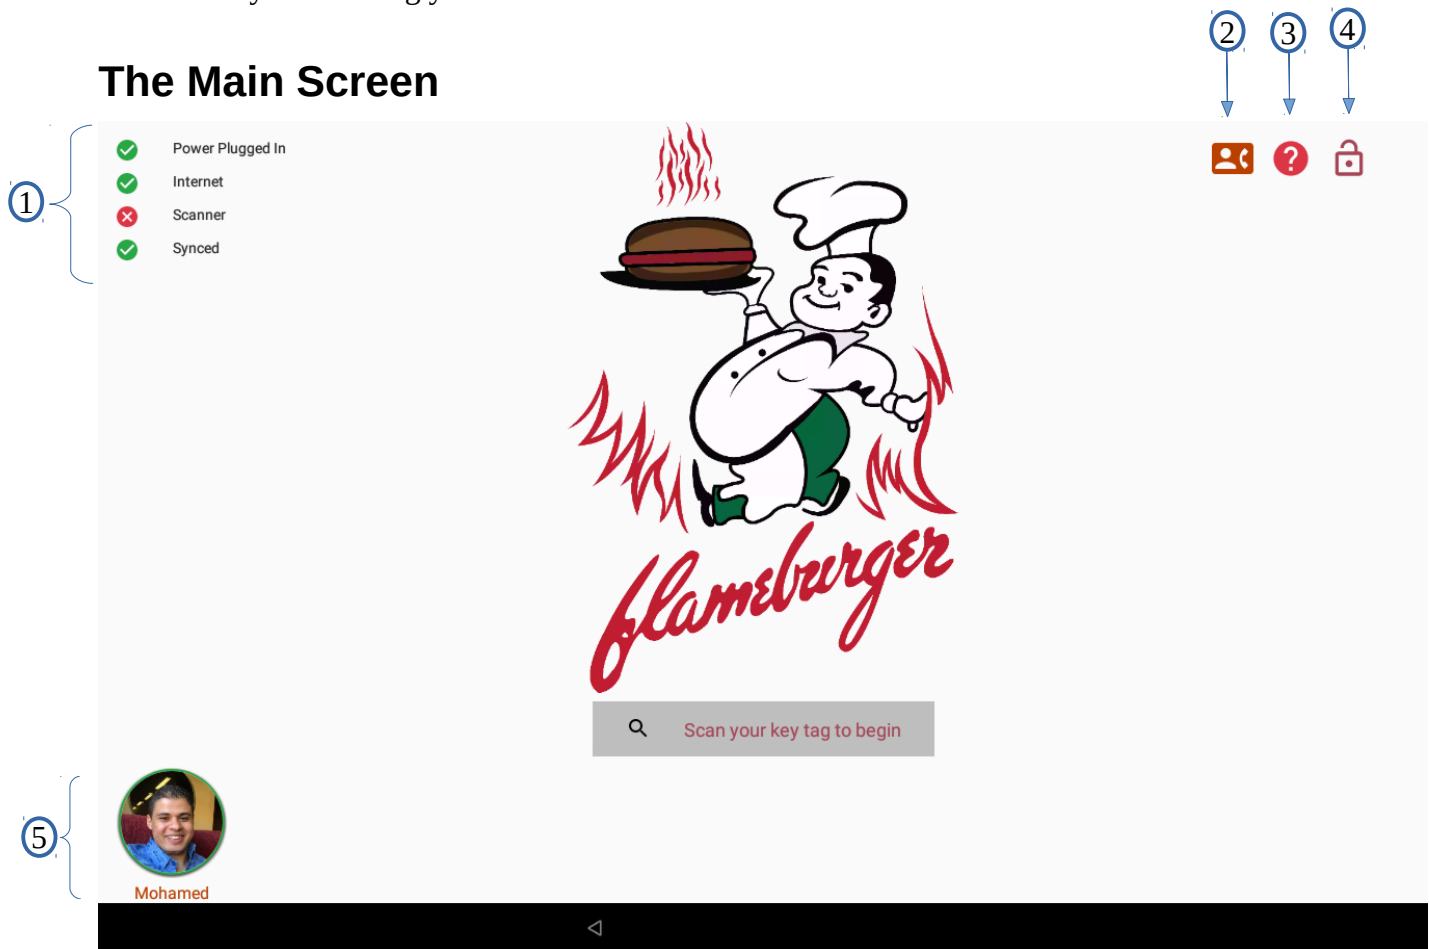 2 3 4
The Main Screen
1
Power Plugged In
Internet
Scanner
Synced
flameburger
Scan your key tag to begin
5
Mohamed